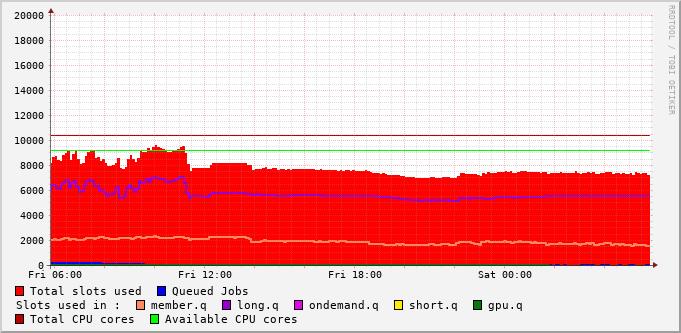 20000
18000
16000
14000
12000
10000
8000
6000
4000
2000
0
Fri 06:00 Fri 12:00 Fri 18:00 Sat 00:00
Total slots used Queued Jobs
Slots used in : member.q long.q ondemand.q short.q gpu.q
Total CPU cores Available CPU cores
RRDTOOL / TOBI OETIKER